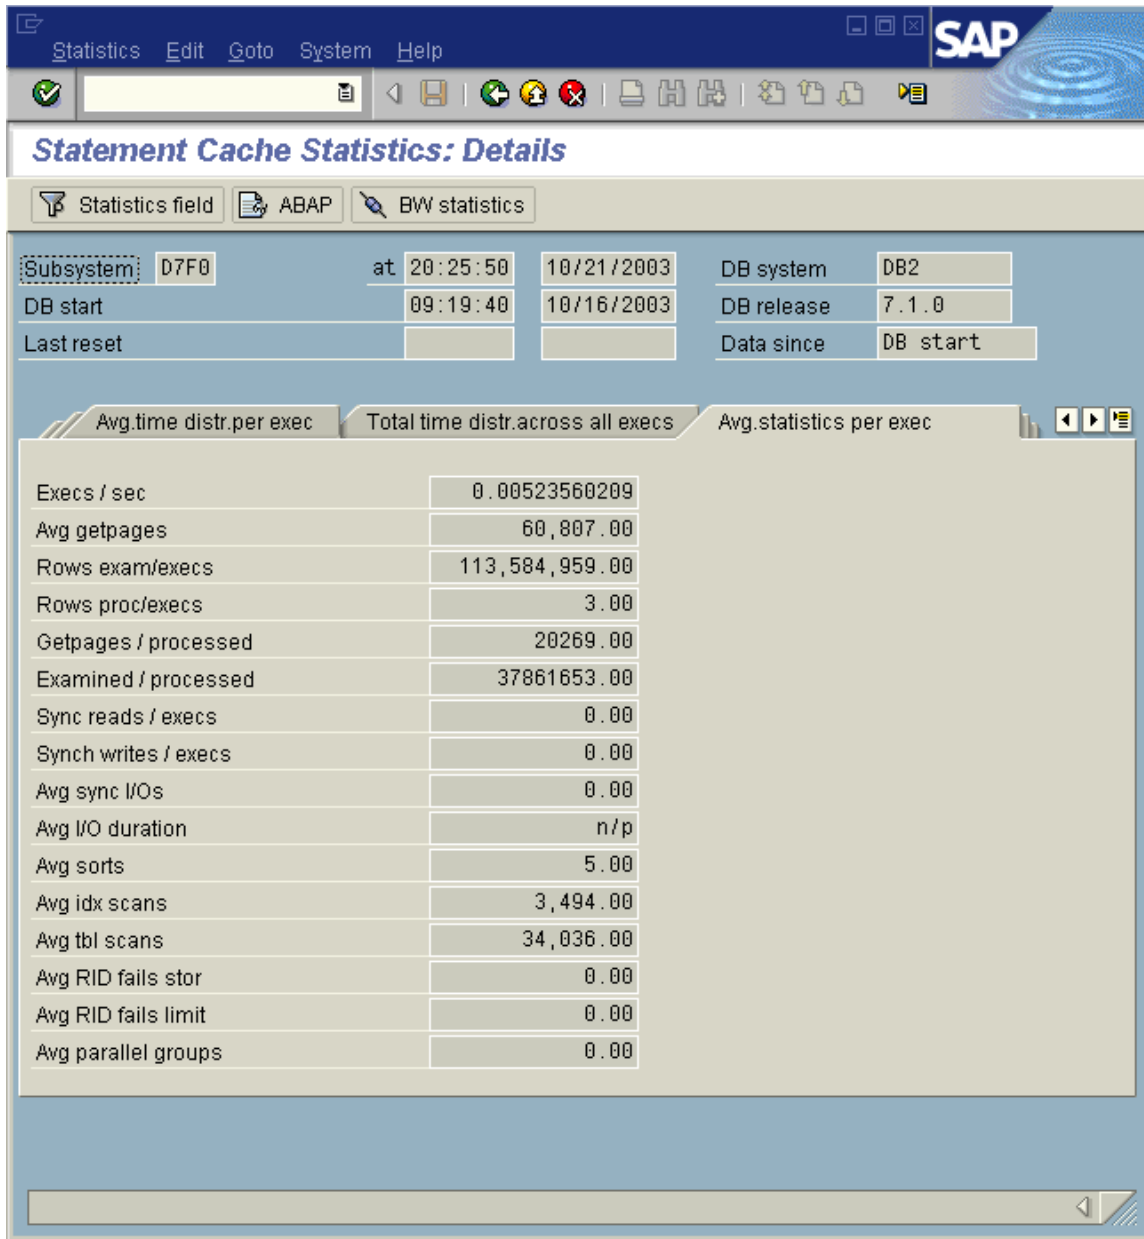 Statistics Edit Goto System Help
SAP
Statement Cache Statistics: Details
Statistics field ABAP BW statistics
Subsystem D7F0 at 20:25:50 10/21/2003 DB system DB2
DB start 09:19:40 10/16/2003 DB release 7.1.0
Last reset Data since DB start
Avg.time distr.per exec Total time distr.across all execs Avg.statistics per exec
Execs / sec 0.00523560209
Avg getpages 60,807.00
Rows exam/execs 113,584,959.00
Rows proc/execs 3.00
Getpages / processed 20269.00
Examined / processed 37861653.00
Sync reads / execs 0.00
Synch writes / execs 0.00
Avg sync I/Os 0.00
Avg I/O duration n/p
Avg sorts 5.00
Avg idx scans 3,494.00
Avg tbl scans 34,036.00
Avg RID fails stor 0.00
Avg RID fails limit 0.00
Avg parallel groups 0.00